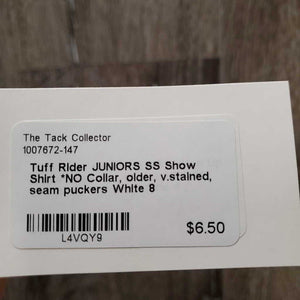 The Tack Collector
1007672-147
Tuff Rider JUNIORS SS Show
Shirt *NO Collar, older, v.stained,
seam puckers White 8
$6.50
L4VQY9